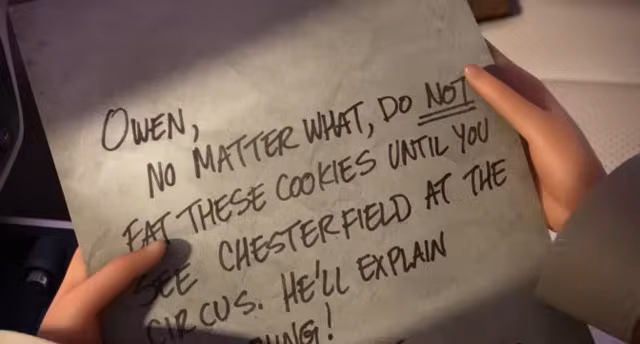 OWEN,
NO MATTER WHAT, DO NOT
EAT THESE COOKIES UNTIL YOU
SEE CHESTERFIELD AT THE
CIRCUS. HE'LL EXPLAIN